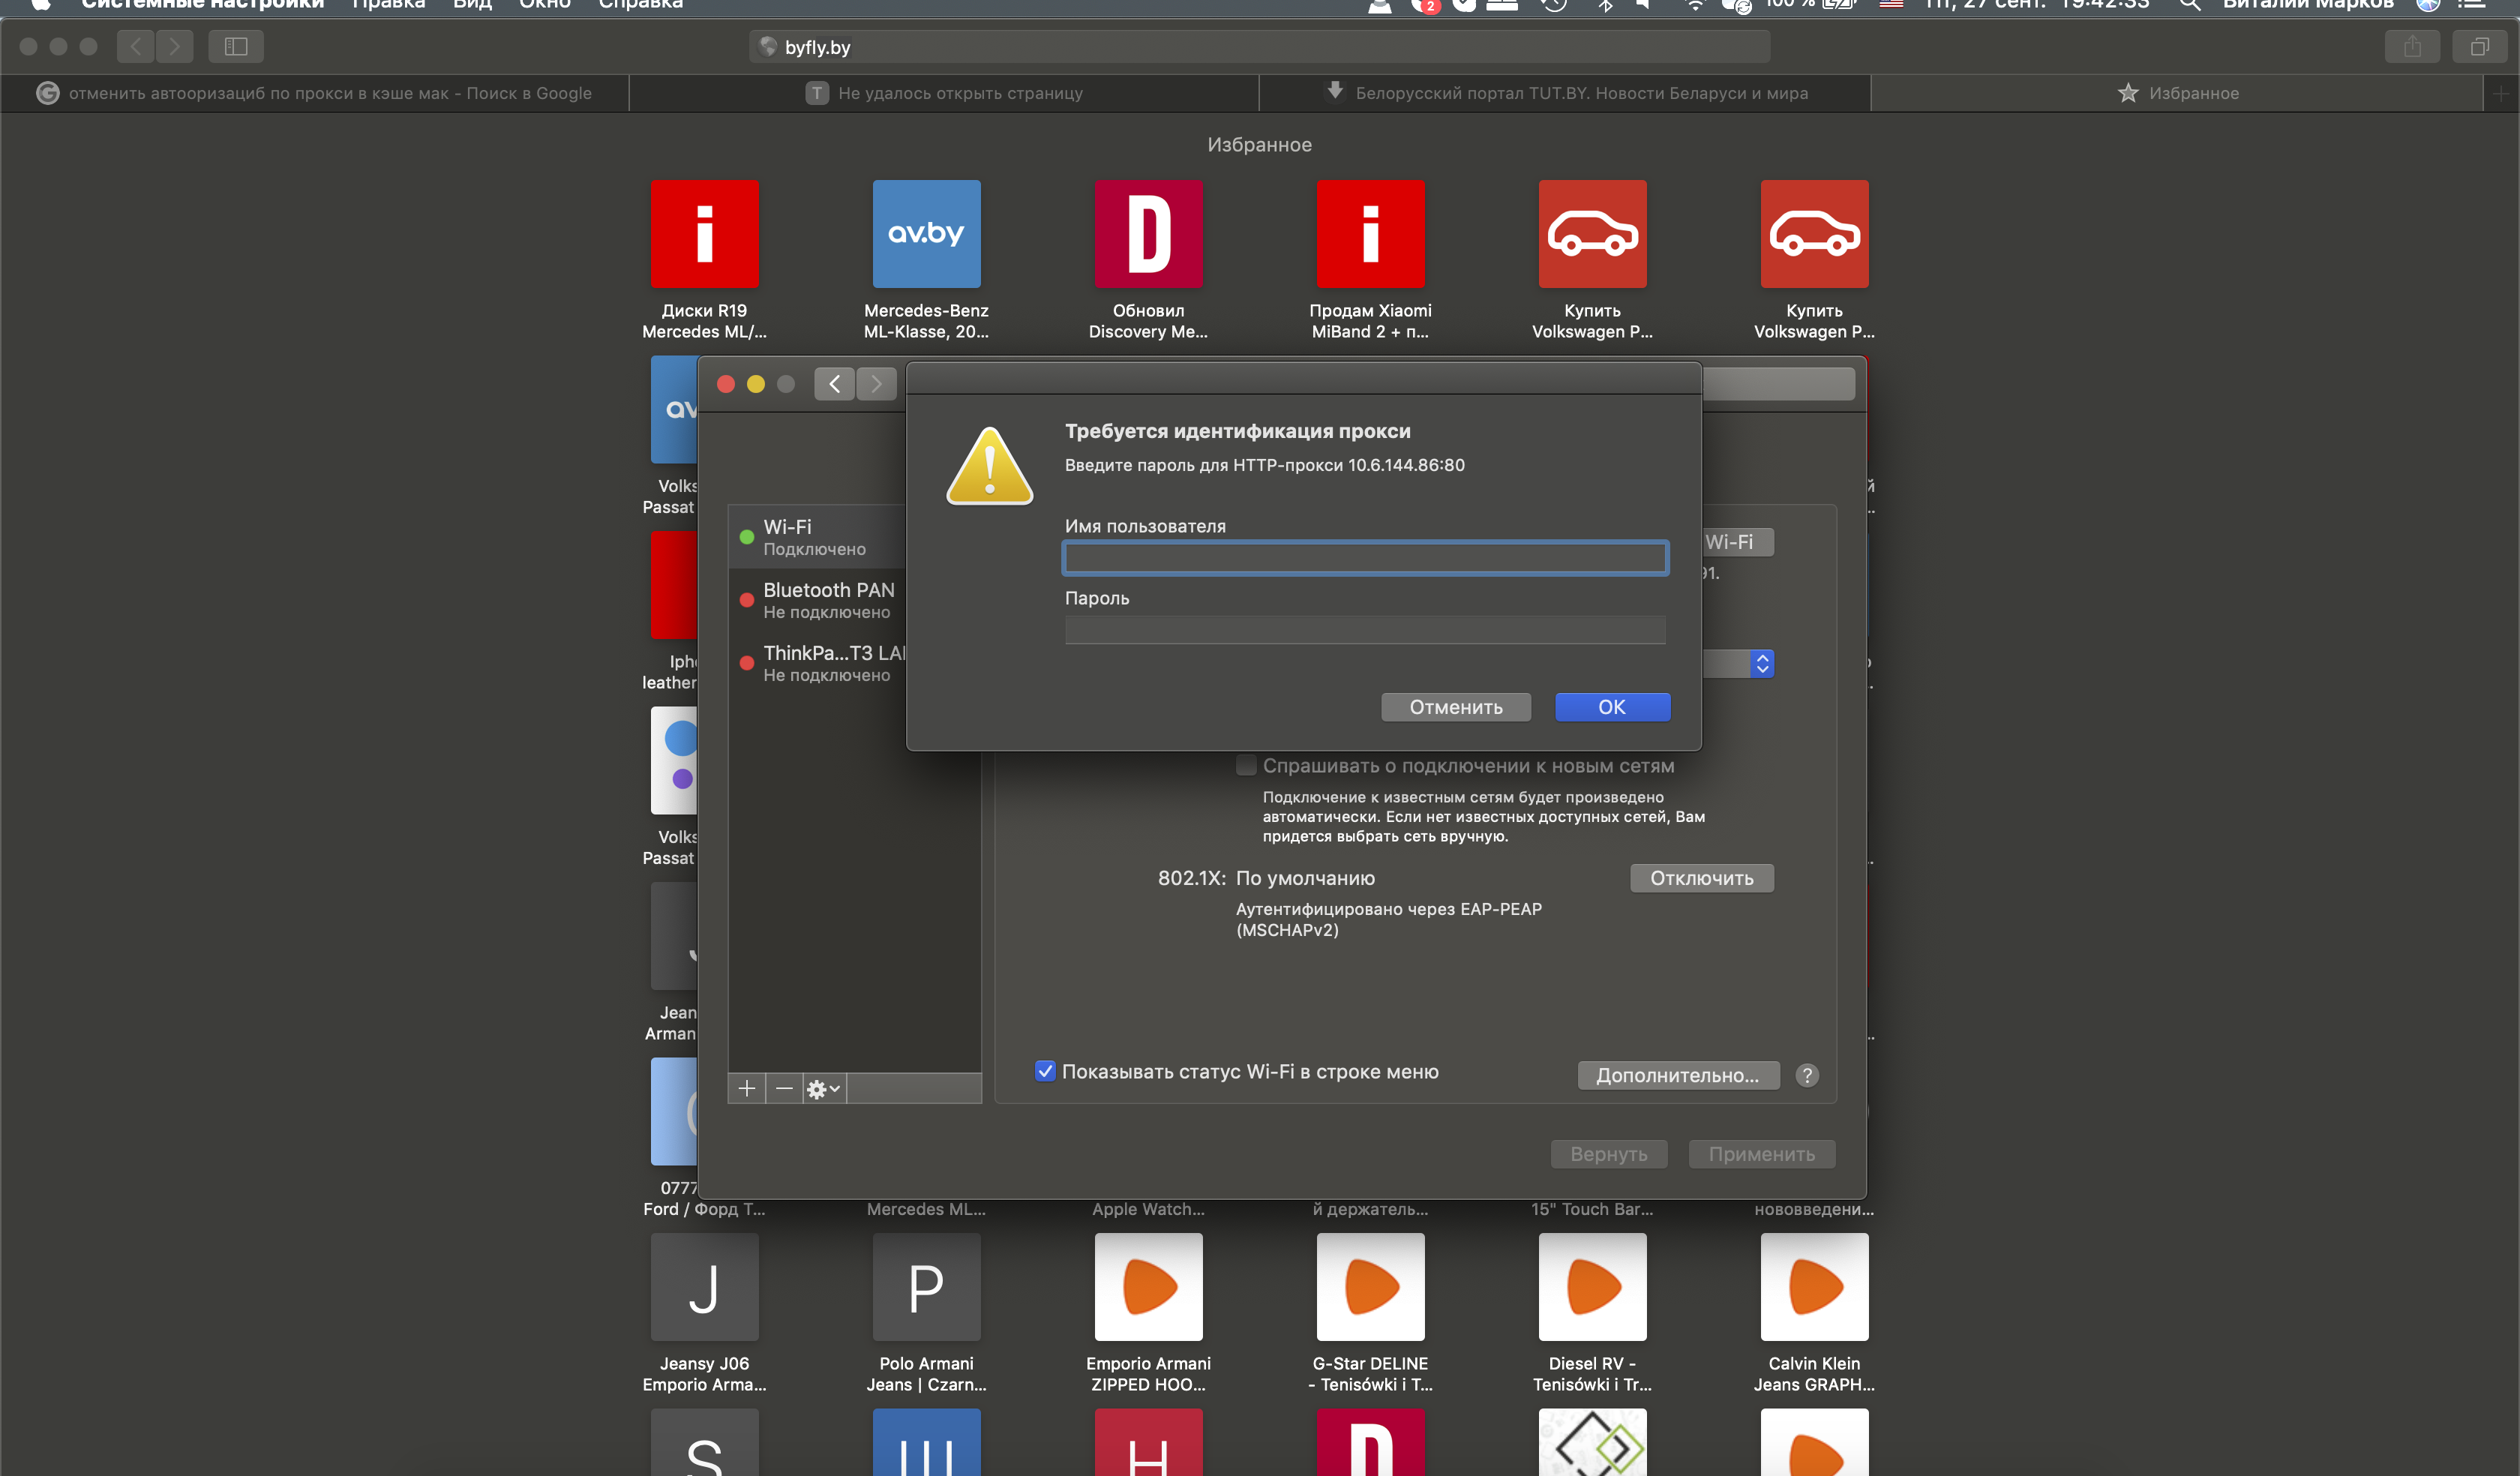 Системные настройки Правка Вид Окно Справка
2 100 % Пт, 27 сент. 19:42:33 Виталий Марков
byfly.by
отменить автооризациб по прокси в кэше мак - Поиск в Google
T Не удалось открыть страницу
Белорусский портал TUT.BY. Новости Беларуси и мира
Избранное
Избранное
i
av.by
D
i
Диски R19
Mercedes ML/...
Mercedes-Benz
ML-Klasse, 20...
Обновил
Discovery Me...
Продам Xiaomi
MiBand 2 + п...
Купить
Volkswagen P...
Купить
Volkswagen P...
av
Volks
Passat
Требуется идентификация прокси
Введите пароль для HTTP-прокси 10.6.144.86:80
Имя пользователя
Пароль
Отменить
OK
Wi-Fi
Подключено
Bluetooth PAN
Не подключено
ThinkPa...T3 LA
Не подключено
Wi-Fi
91.
Iph
leather
Спрашивать о подключении к новым сетям
Подключение к известным сетям будет произведено
автоматически. Если нет известных доступных сетей, Вам
придется выбрать сеть вручную.
Volks
Passat
802.1X: По умолчанию
Отключить
Аутентифицировано через EAP-PEAP
(MSCHAPv2)
Jean
Arman
Показывать статус Wi-Fi в строке меню
Дополнительно...
?
Вернуть
Применить
0777
Ford / Форд Т...
Mercedes ML...
Apple Watch...
й держатель...
15" Touch Bar...
нововведени...
J
P
Jeansy J06
Emporio Arma...
Polo Armani
Jeans | Czarn...
Emporio Armani
ZIPPED HOO...
G-Star DELINE
- Tenisówki i T...
Diesel RV -
Tenisówki i Tr...
Calvin Klein
Jeans GRAPH...
S
Ш
H
D